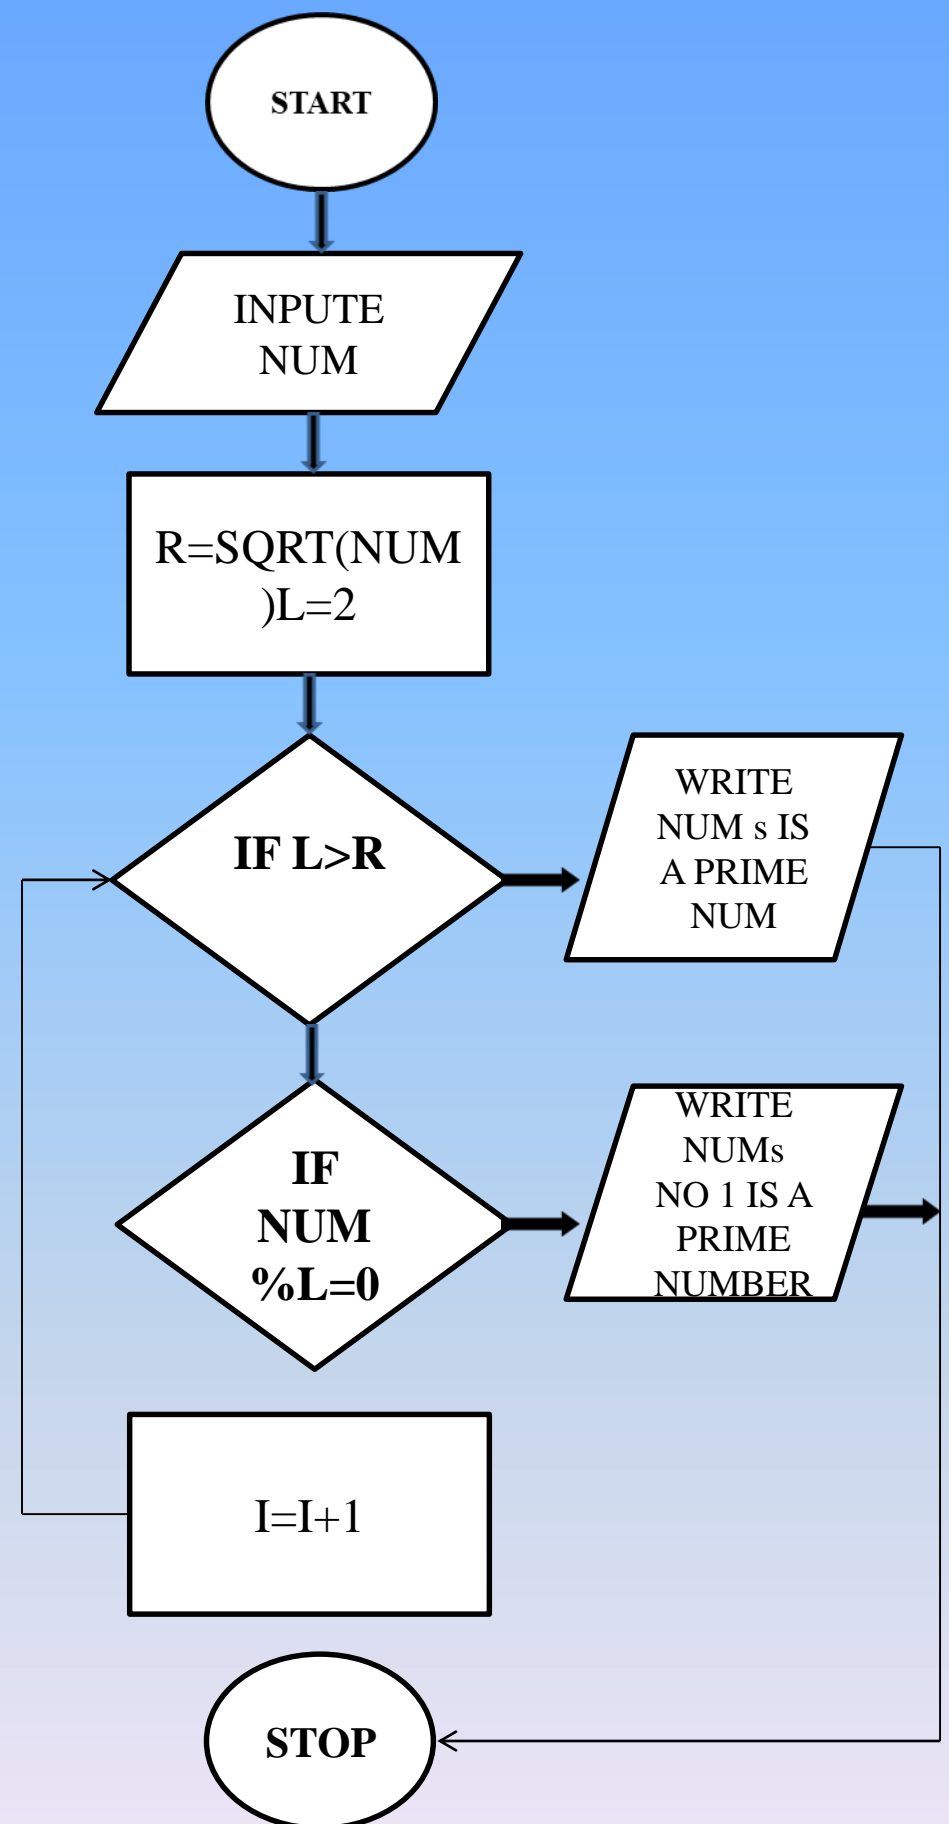 START
INPUTE
NUM
R=SQRT(NUM
)L=2
IF L>R
WRITE
NUM s IS
A PRIME
NUM
IF
NUM
%L=0
WRITE
NUMs
NO 1 IS A
PRIME
NUMBER
I=I+1
STOP